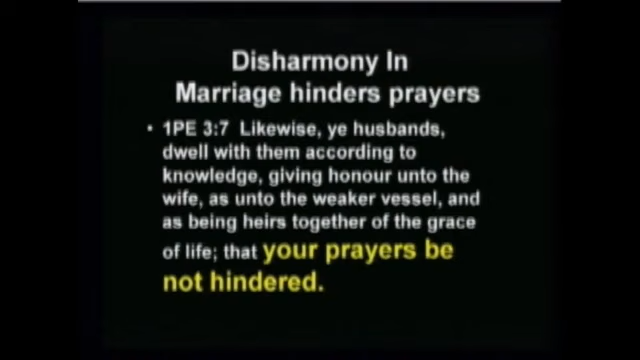 Disharmony In
Marriage hinders prayers
• 1PE 3:7 Likewise, ye husbands,
dwell with them according to
knowledge, giving honour unto the
wife, as unto the weaker vessel, and
as being heirs together of the grace
of life; that your prayers be
not hindered.